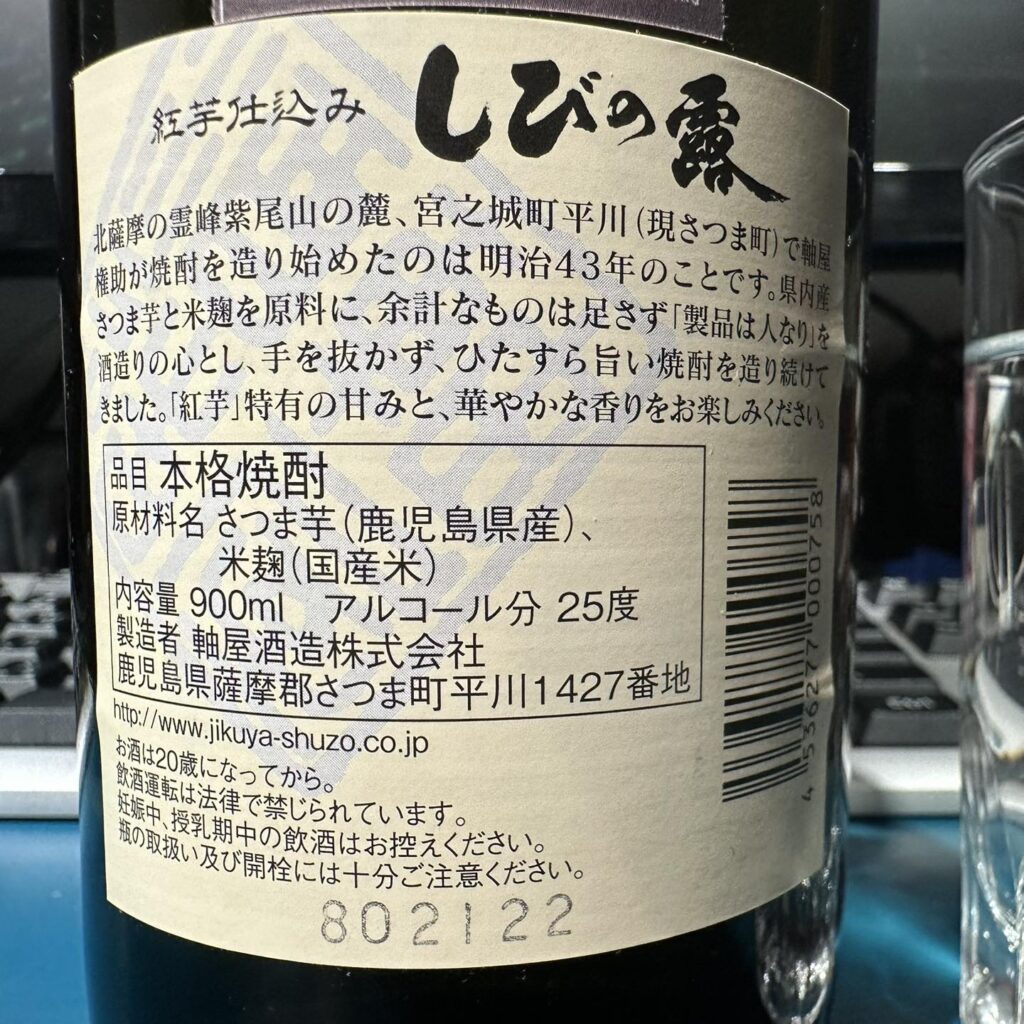 紅芋仕込み しびの露
北薩摩の霊峰紫尾山の麓、宮之城町平川(現さつま町)で軸屋
権助が焼酎を造り始めたのは明治43年のことです。県内産
さつま芋と米麹を原料に、余計なものは足さず「製品は人なり」を
酒造りの心とし、手を抜かず、ひたすら旨い焼酎を造り続けて
きました。「紅芋」特有の甘みと、華やかな香りをお楽しみください。
品目 本格焼酎
原材料名 さつま芋(鹿児島県産)、
米麹(国産米)
内容量 900ml アルコール分 25度
製造者 軸屋酒造株式会社
鹿児島県薩摩郡さつま町平川1427番地
http://www.jikuya-shuzo.co.jp
お酒は20歳になってから。
飲酒運転は法律で禁じられています。
妊娠中、授乳期中の飲酒はお控えください。
瓶の取扱い及び開栓には十分ご注意ください。
802122
4 536277 000758